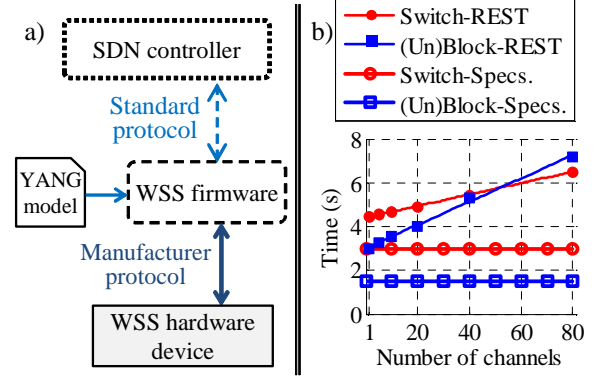 a)
SDN controller
Standard
protocol
YANG
model
WSS firmware
Manufacturer
protocol
WSS hardware
device
b)
Switch-REST
(Un)Block-REST
Switch-Specs.
(Un)Block-Specs.
Time (s)
8
6
4
2
0
1 20 40 60 80
Number of channels